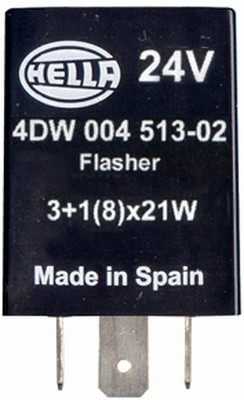 HELLA 24V
4DW 004 513-02
Flasher
3+1(8)x21W
Made in Spain